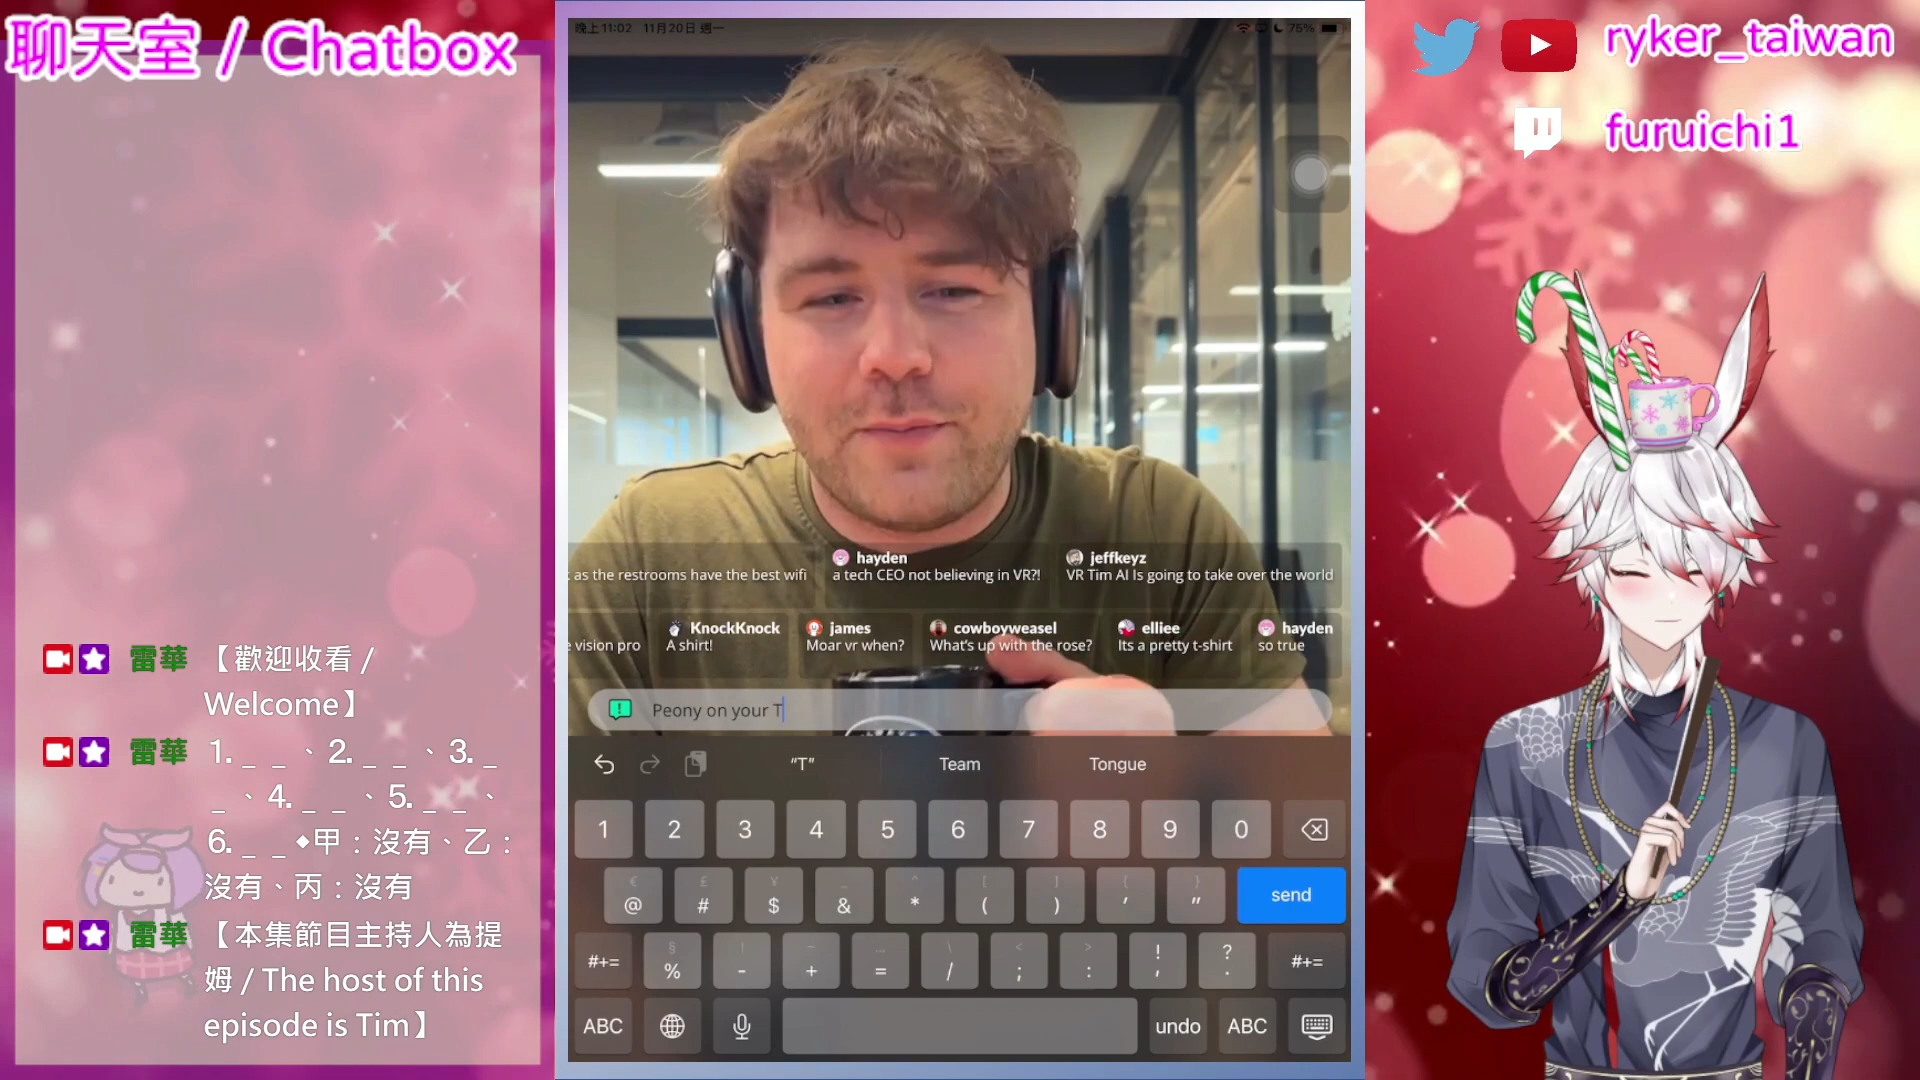 聊天室 / Chatbox
ryker_taiwan
furuichi1
晚上11:02 11月20日 週一
75%
hayden
jeffkeyz
as the restrooms have the best wifi
a tech CEO not believing in VR?!
VR Tim AI Is going to take over the world
KnockKnock
james
cowboyweasel
elliee
hayden
e vision pro
A shirt!
Moar vr when?
What's up with the rose?
Its a pretty t-shirt
so true
Peony on your T
“T”
Team
Tongue
1 2 3 4 5 6 7 8 9 0
€ £ ¥ _ ^ [ ] { }
@ # $ & * ( ) ' "
send
§ | ~ … \ < > ! ?
#+= % - + = / ; : , . #+=
ABC
undo
ABC
雷華 【歡迎收看 /
Welcome】
雷華 1. _ _ 、2. _ _ 、3. _
_ 、4. _ _ 、5. _ _ 、
6. _ _ ◆甲：沒有、乙：
沒有、丙：沒有
雷華 【本集節目主持人為提
姆 / The host of this
episode is Tim】